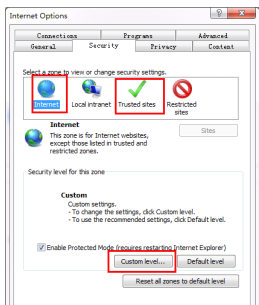 Internet Options
Connections Programs Advanced
General Security Privacy Content
Select a zone to view or change security settings.
Internet Local intranet Trusted sites Restricted
sites
Internet
Sites
This zone is for Internet websites,
except those listed in trusted and
restricted zones.
Security level for this zone
Custom
Custom settings.
- To change the settings, click Custom level.
- To use the recommended settings, click Default level.
Enable Protected Mode (requires restarting Internet Explorer)
Custom level... Default level
Reset all zones to default level